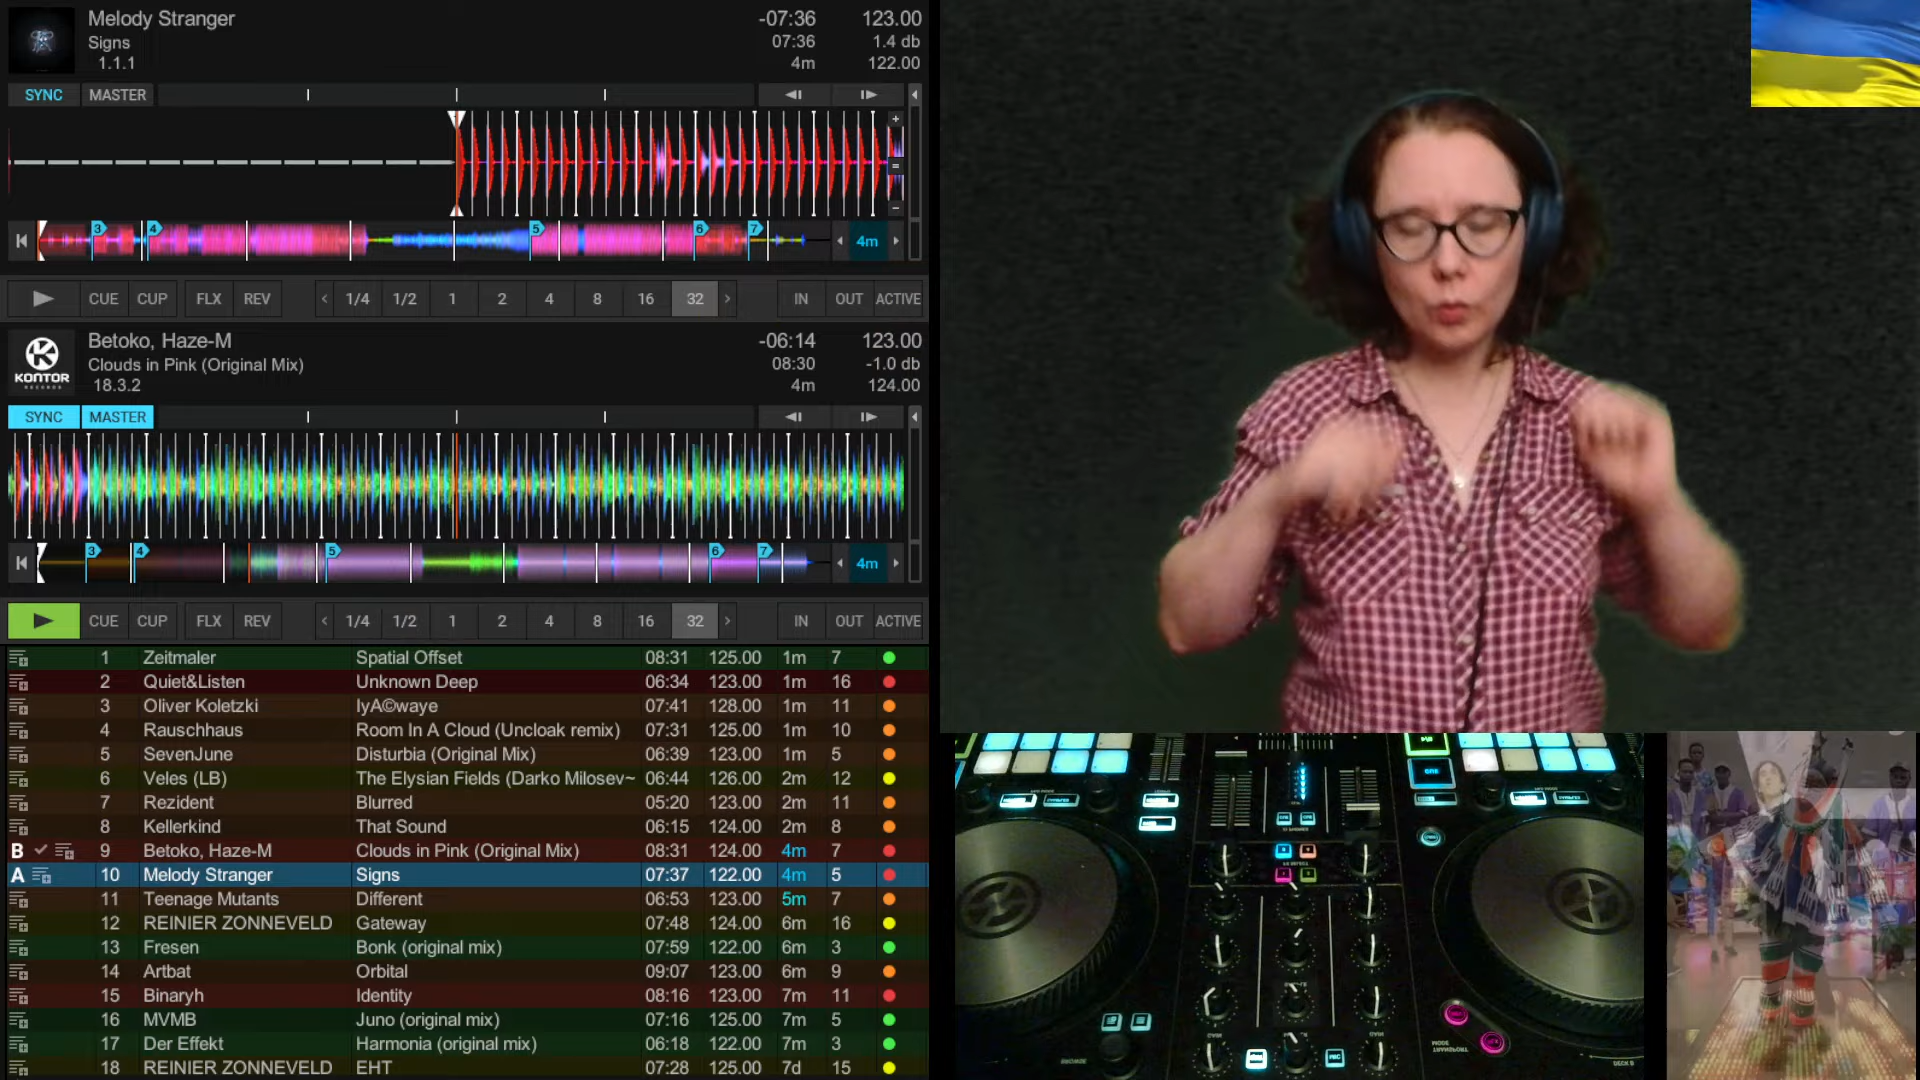 Melody Stranger -07:36 123.00
Signs 07:36 1.4 db
1.1.1 4m 122.00
SYNC MASTER
3 4 5 6 7 4m
CUE CUP FLX REV 1/4 1/2 1 2 4 8 16 32 IN OUT ACTIVE
KONTOR
RECORDS
Betoko, Haze-M -06:14 123.00
Clouds in Pink (Original Mix) 08:30 -1.0 db
18.3.2 4m 124.00
SYNC MASTER
3 4 5 6 7 4m
CUE CUP FLX REV 1/4 1/2 1 2 4 8 16 32 IN OUT ACTIVE
1 Zeitmaler Spatial Offset 08:31 125.00 1m 7
2 Quiet&Listen Unknown Deep 06:34 123.00 1m 16
3 Oliver Koletzki IyA©waye 07:41 128.00 1m 11
4 Rauschhaus Room In A Cloud (Uncloak remix) 07:31 125.00 1m 10
5 SevenJune Disturbia (Original Mix) 06:39 123.00 1m 5
6 Veles (LB) The Elysian Fields (Darko Milosev~ 06:44 126.00 2m 12
7 Rezident Blurred 05:20 123.00 2m 11
8 Kellerkind That Sound 06:15 124.00 2m 8
B 9 Betoko, Haze-M Clouds in Pink (Original Mix) 08:31 124.00 4m 7
A 10 Melody Stranger Signs 07:37 122.00 4m 5
11 Teenage Mutants Different 06:53 123.00 5m 7
12 REINIER ZONNEVELD Gateway 07:48 124.00 6m 16
13 Fresen Bonk (original mix) 07:59 122.00 6m 3
14 Artbat Orbital 09:07 123.00 6m 9
15 Binaryh Identity 08:16 123.00 7m 11
16 MVMB Juno (original mix) 07:16 125.00 7m 5
17 Der Effekt Harmonia (original mix) 06:18 122.00 7m 3
18 REINIER ZONNEVELD EHT 07:28 125.00 7d 15